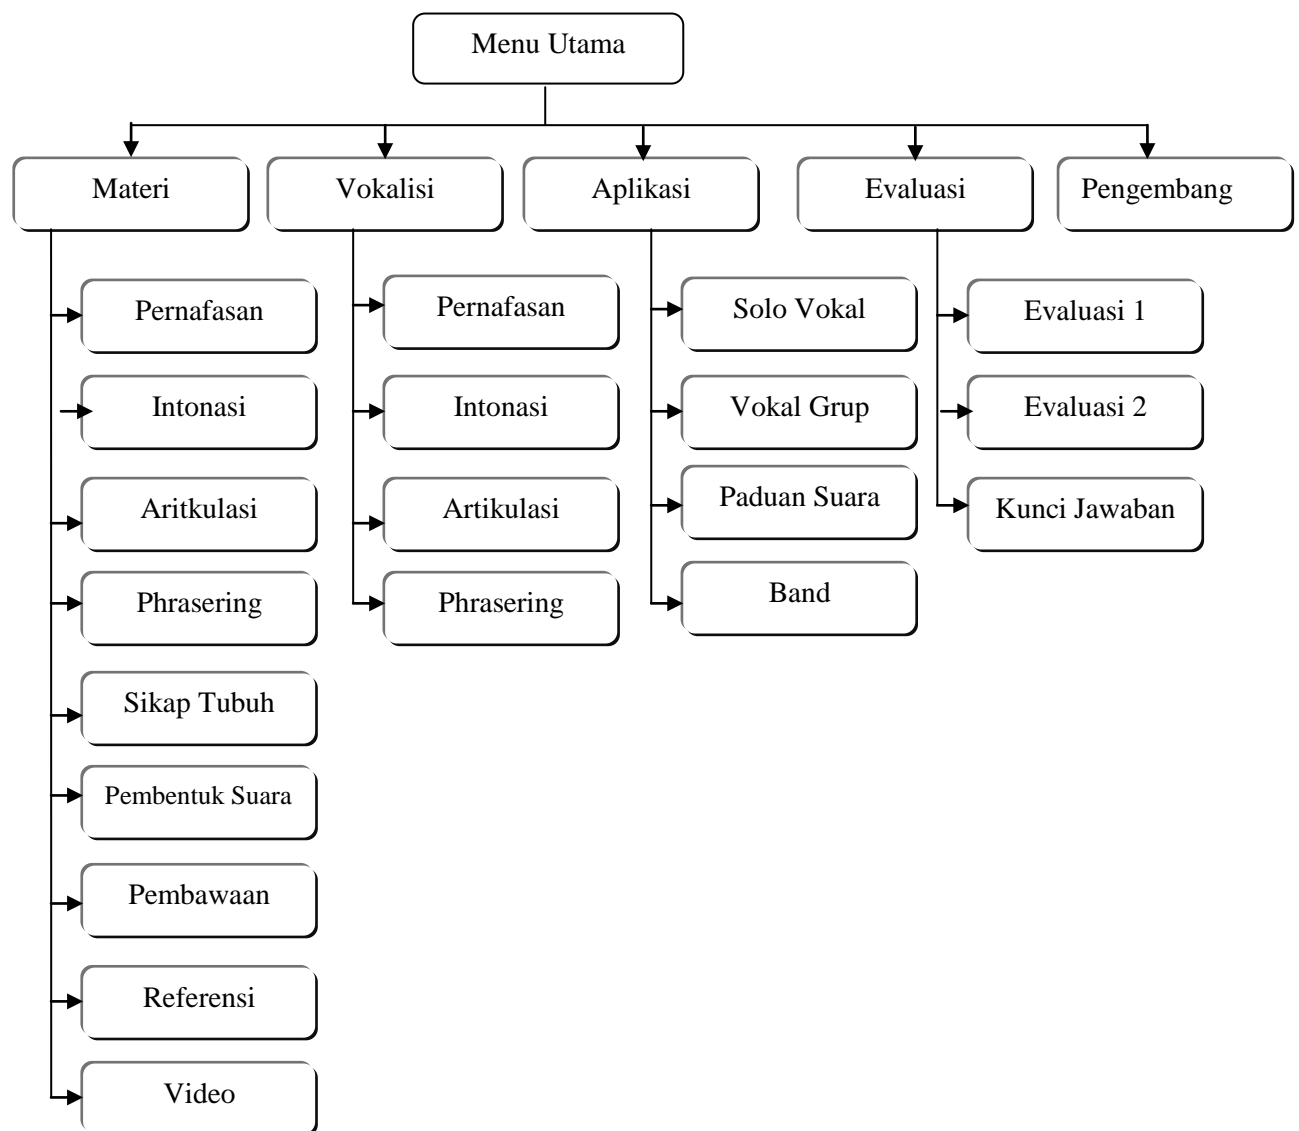 Menu Utama
Materi
Vokalisi
Aplikasi
Evaluasi
Pengembang
Pernafasan
Intonasi
Aritkulasi
Phrasering
Sikap Tubuh
Pembentuk Suara
Pembawaan
Referensi
Video
Pernafasan
Intonasi
Artikulasi
Phrasering
Solo Vokal
Vokal Grup
Paduan Suara
Band
Evaluasi 1
Evaluasi 2
Kunci Jawaban